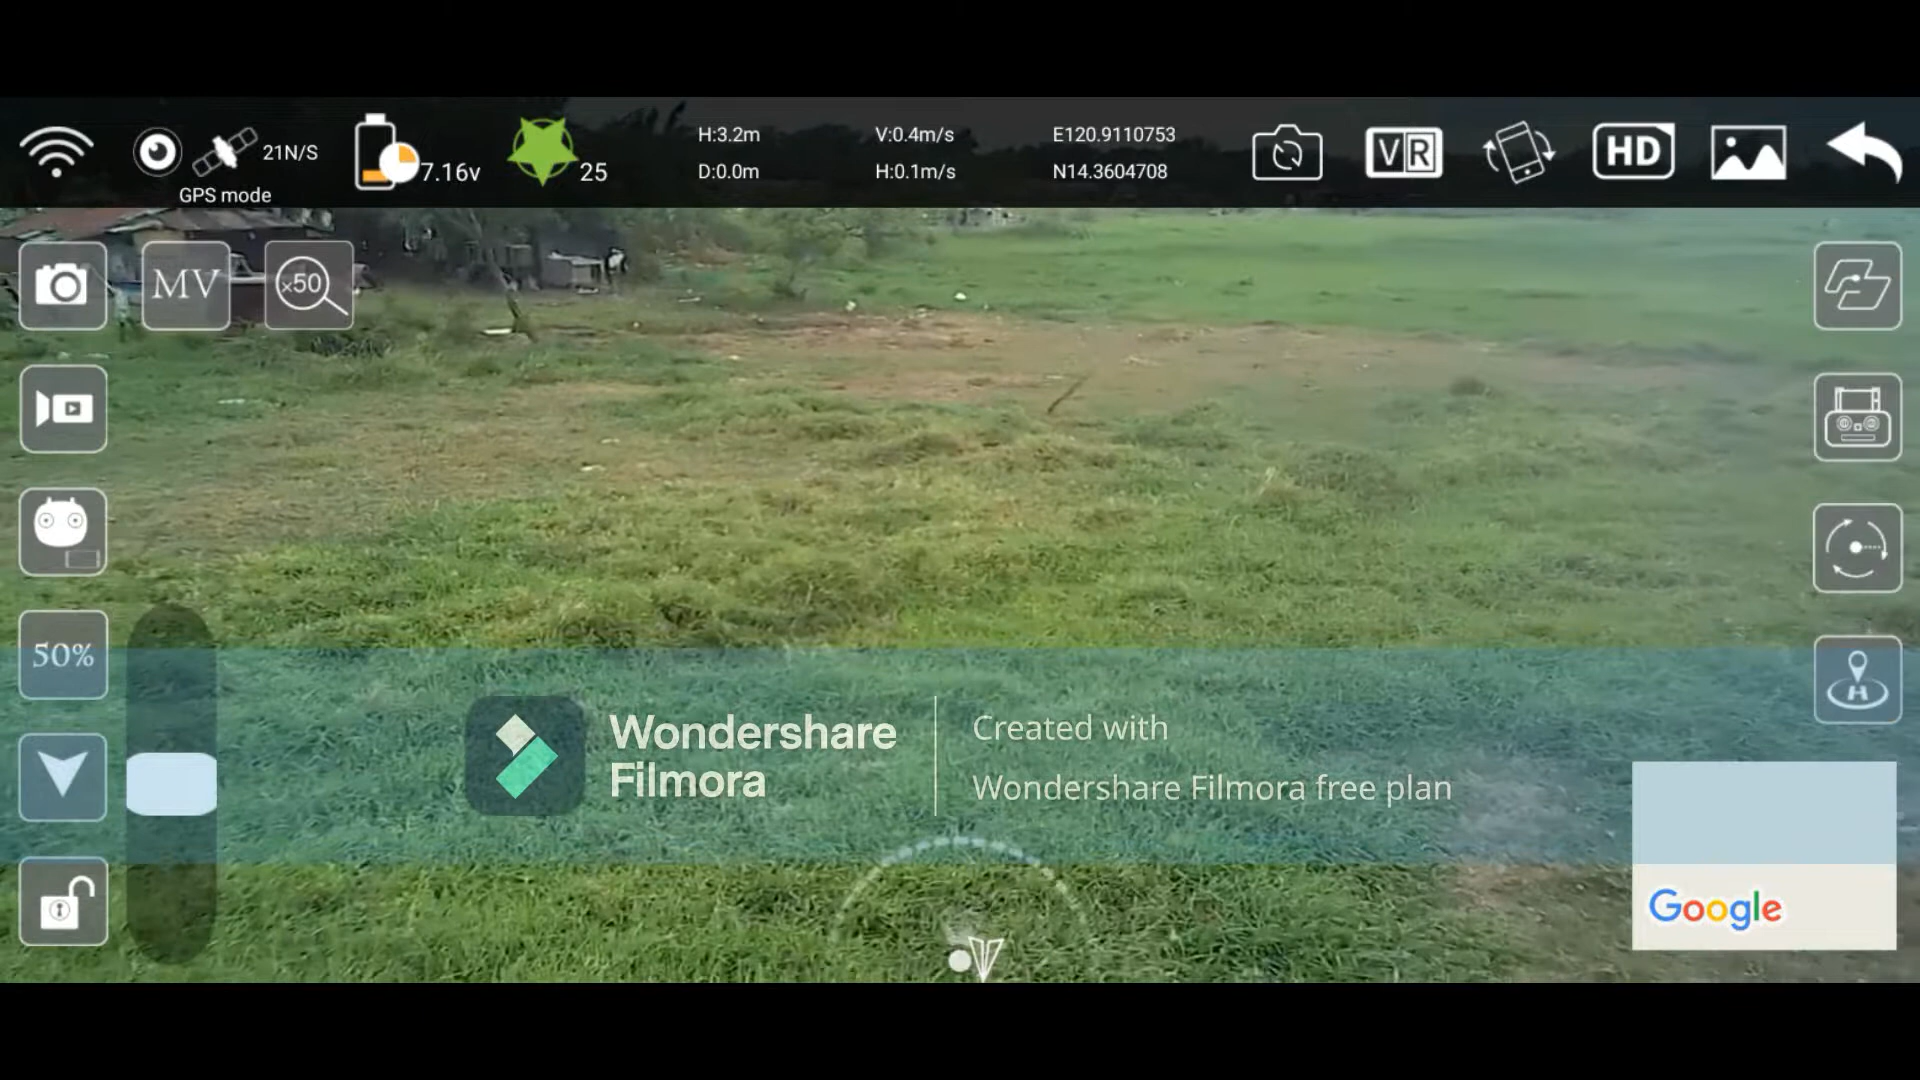 21N/S
GPS mode
7.16v
25
H:3.2m
D:0.0m
V:0.4m/s
H:0.1m/s
E120.9110753
N14.3604708
VR
HD
MV
x50
50%
Wondershare
Filmora
Created with
Wondershare Filmora free plan
H
Google